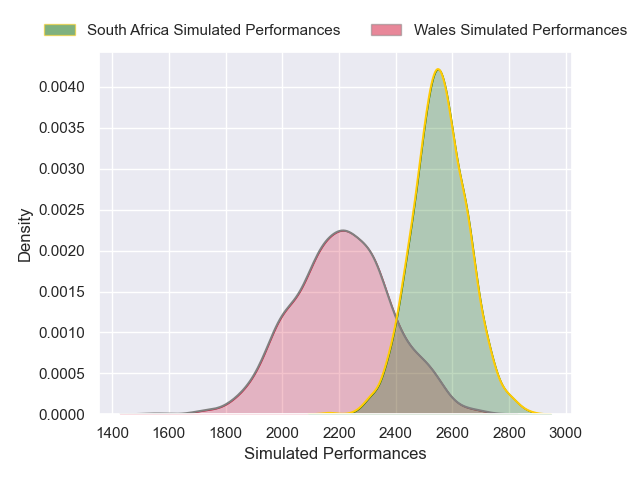 South Africa Simulated Performances
Wales Simulated Performances
0.0040
0.0035
0.0030
0.0025
0.0020
0.0015
0.0010
0.0005
0.0000
Density
1400 1600 1800 2000 2200 2400 2600 2800 3000
Simulated Performances